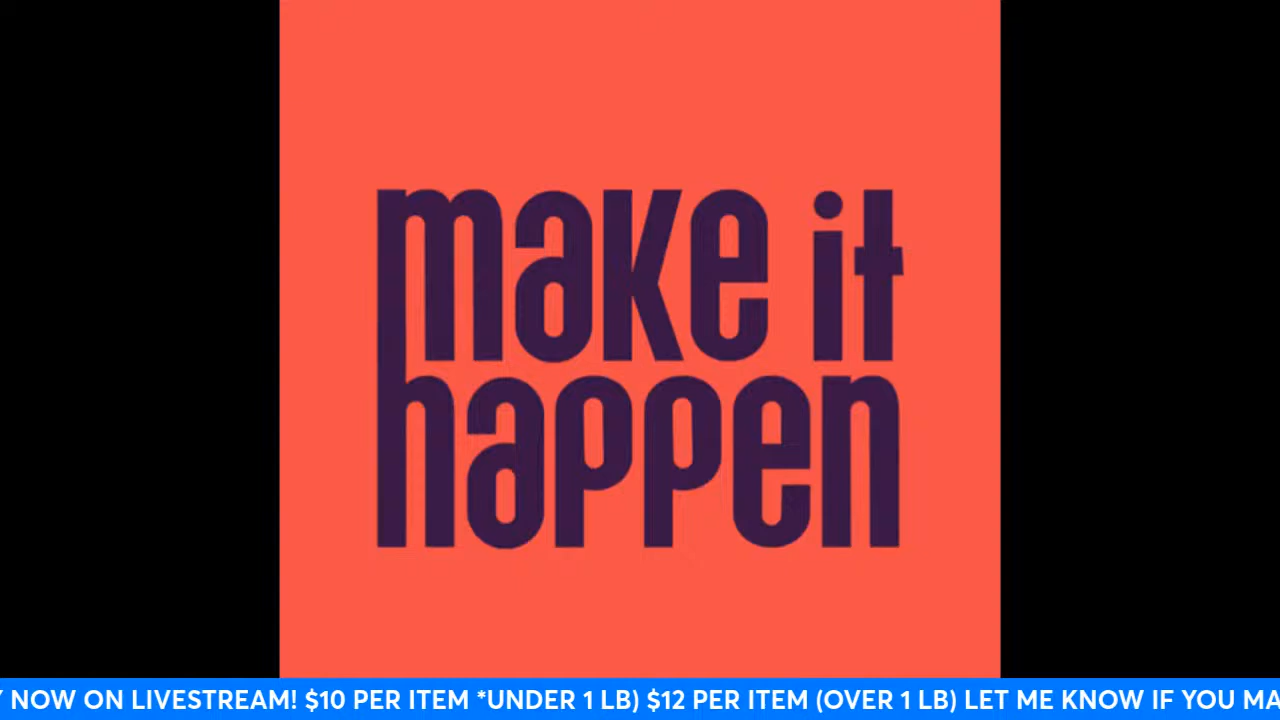 make it
happen
NOW ON LIVESTREAM! $10 PER ITEM *UNDER 1 LB) $12 PER ITEM (OVER 1 LB) LET ME KNOW IF YOU